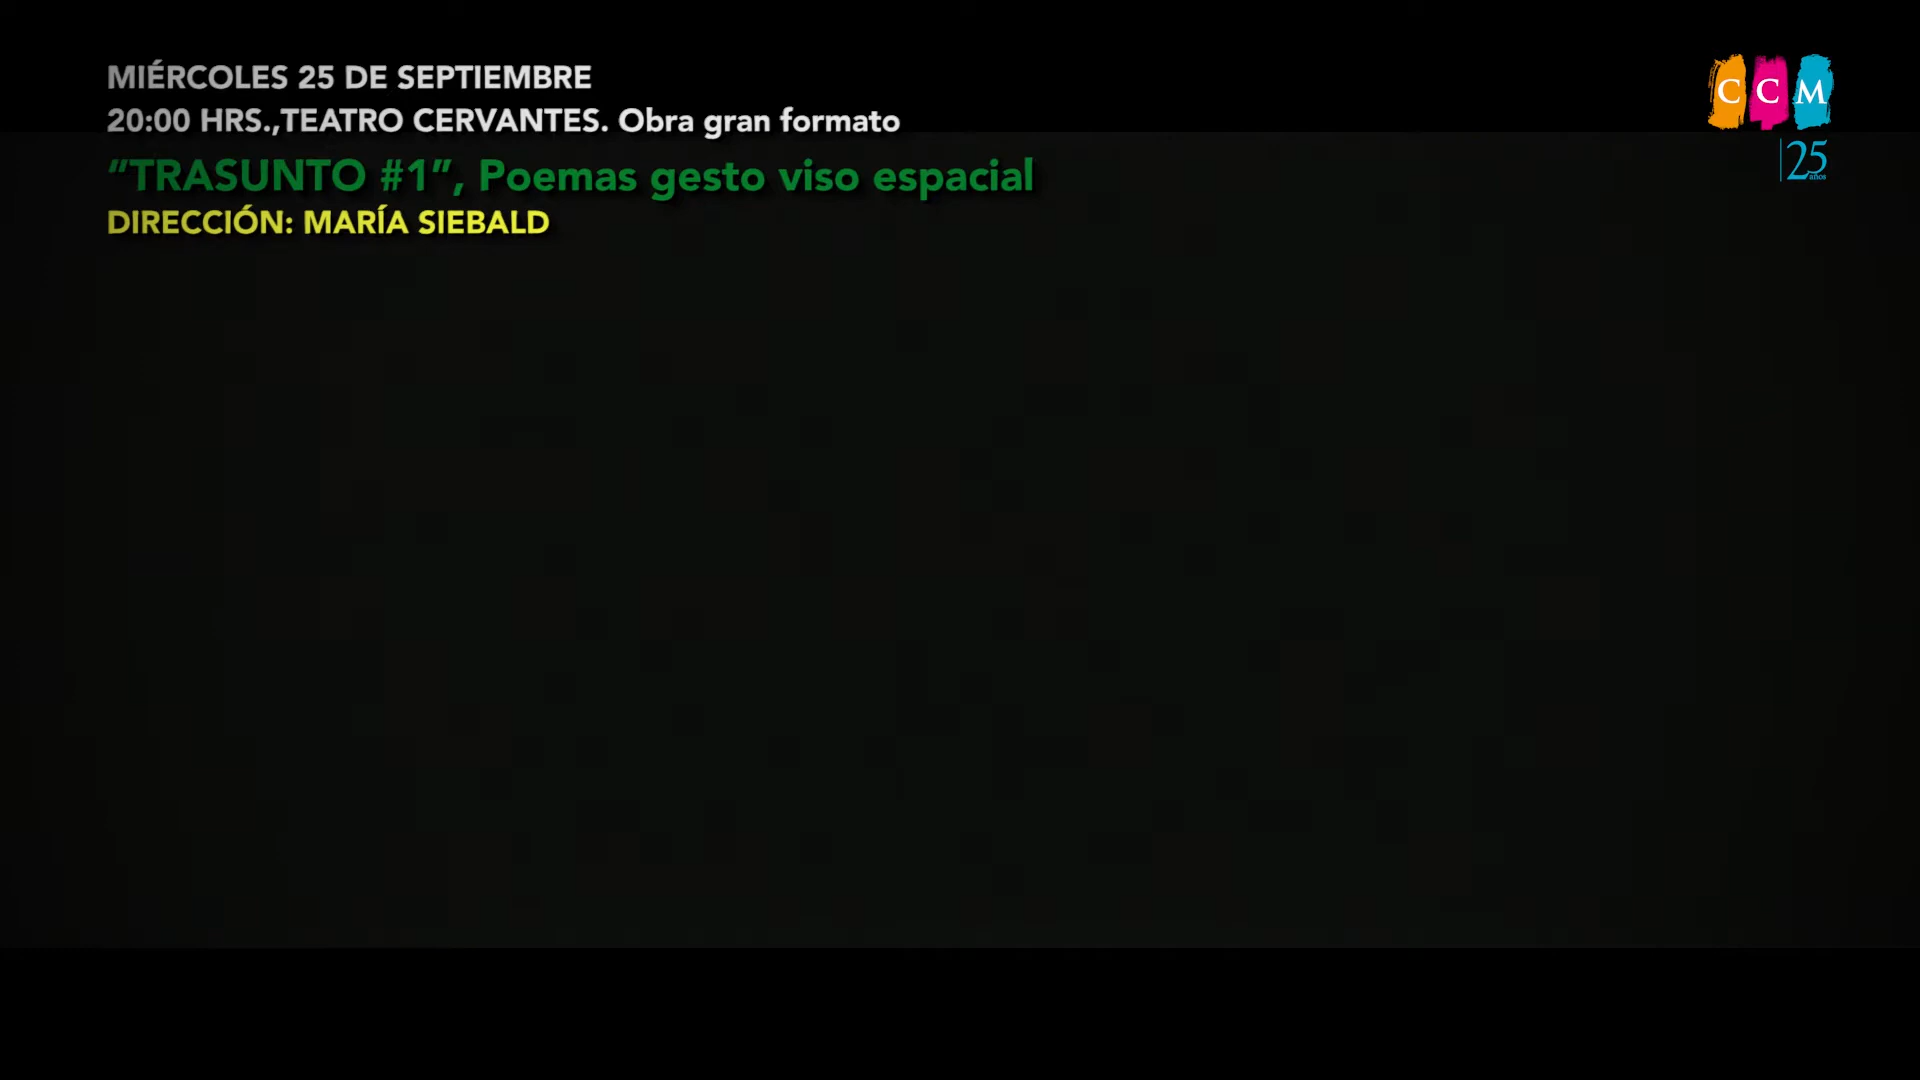 MIÉRCOLES 25 DE SEPTIEMBRE
20:00 HRS.,TEATRO CERVANTES. Obra gran formato
“TRASUNTO #1”, Poemas gesto viso espacial
DIRECCIÓN: MARÍA SIEBALD
CCM
25
años